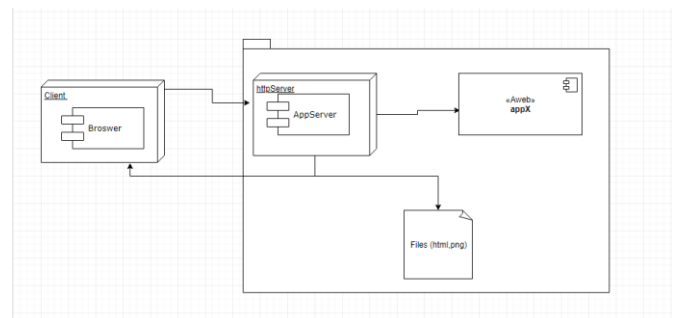 Client
Broswer
httpServer
AppServer
«Aweb»
appX
Files (html,png)